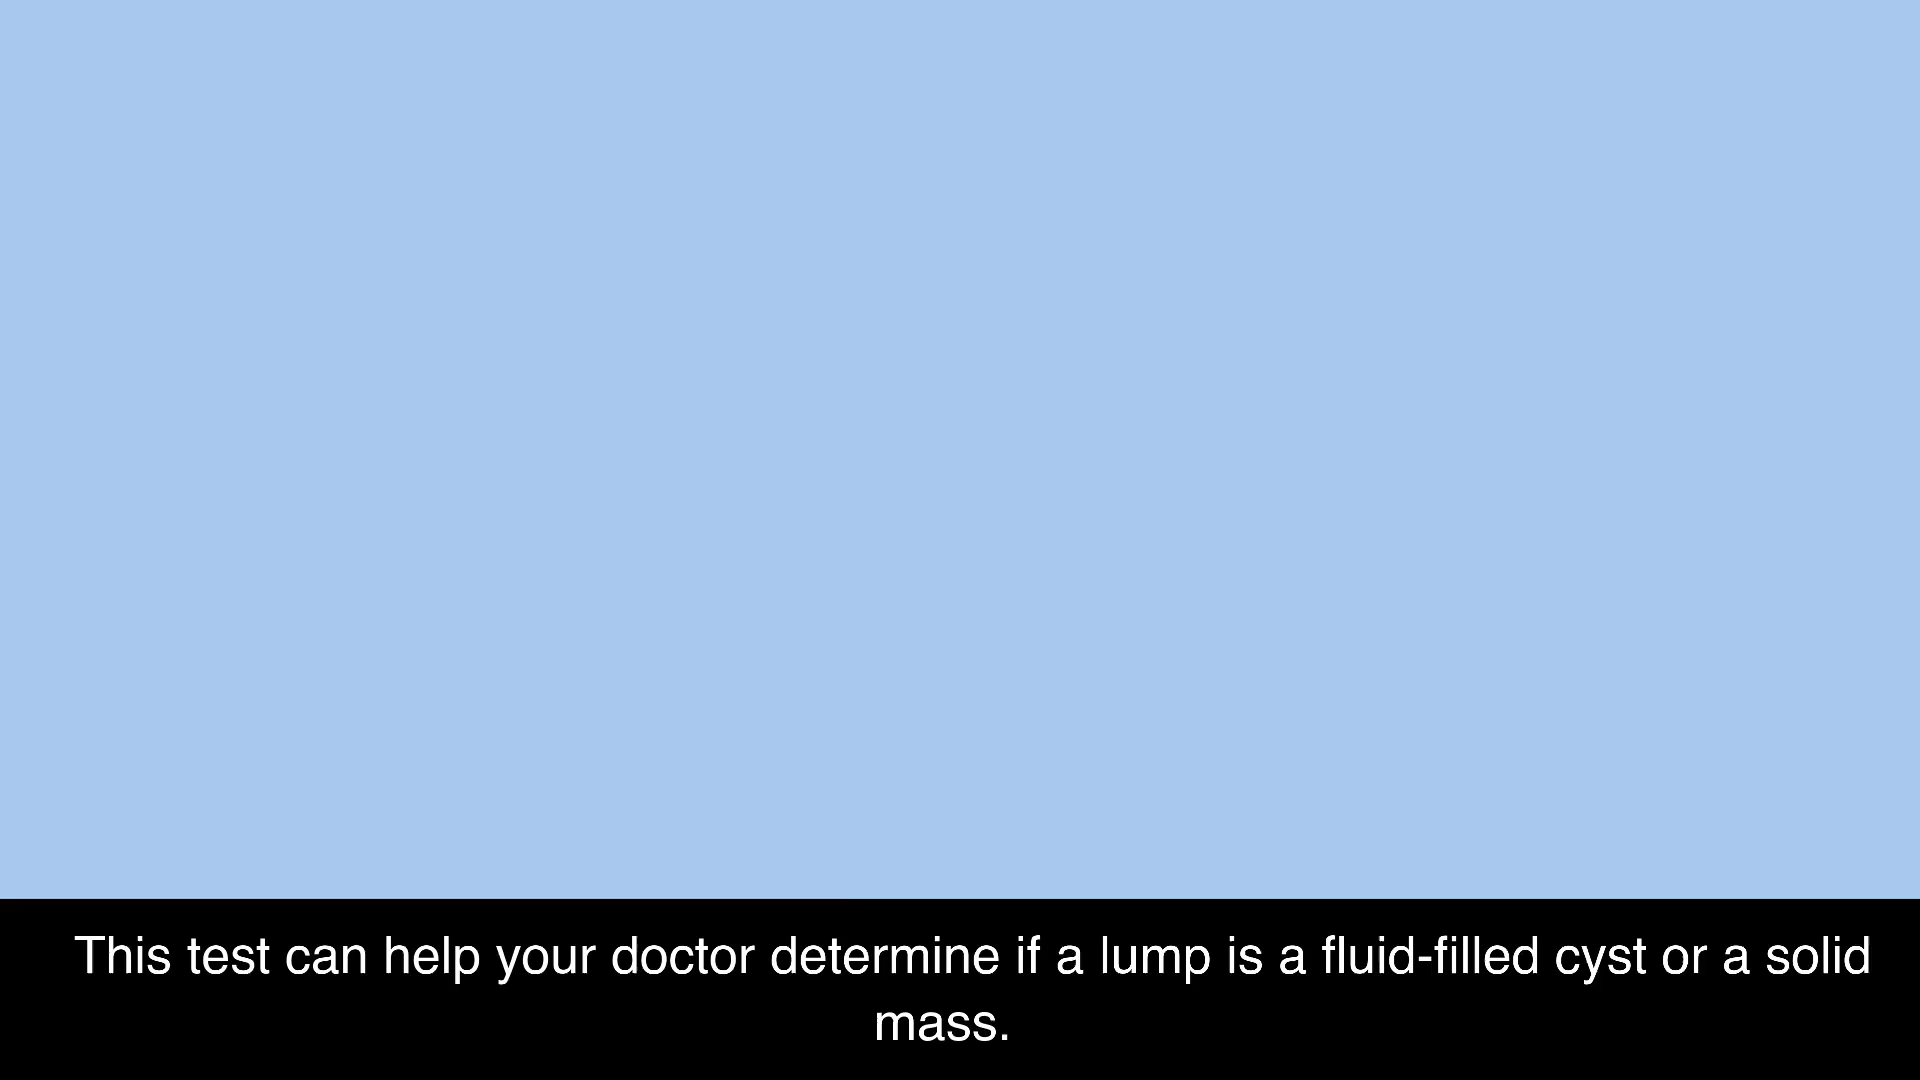 This test can help your doctor determine if a lump is a fluid-filled cyst or a solid
mass.